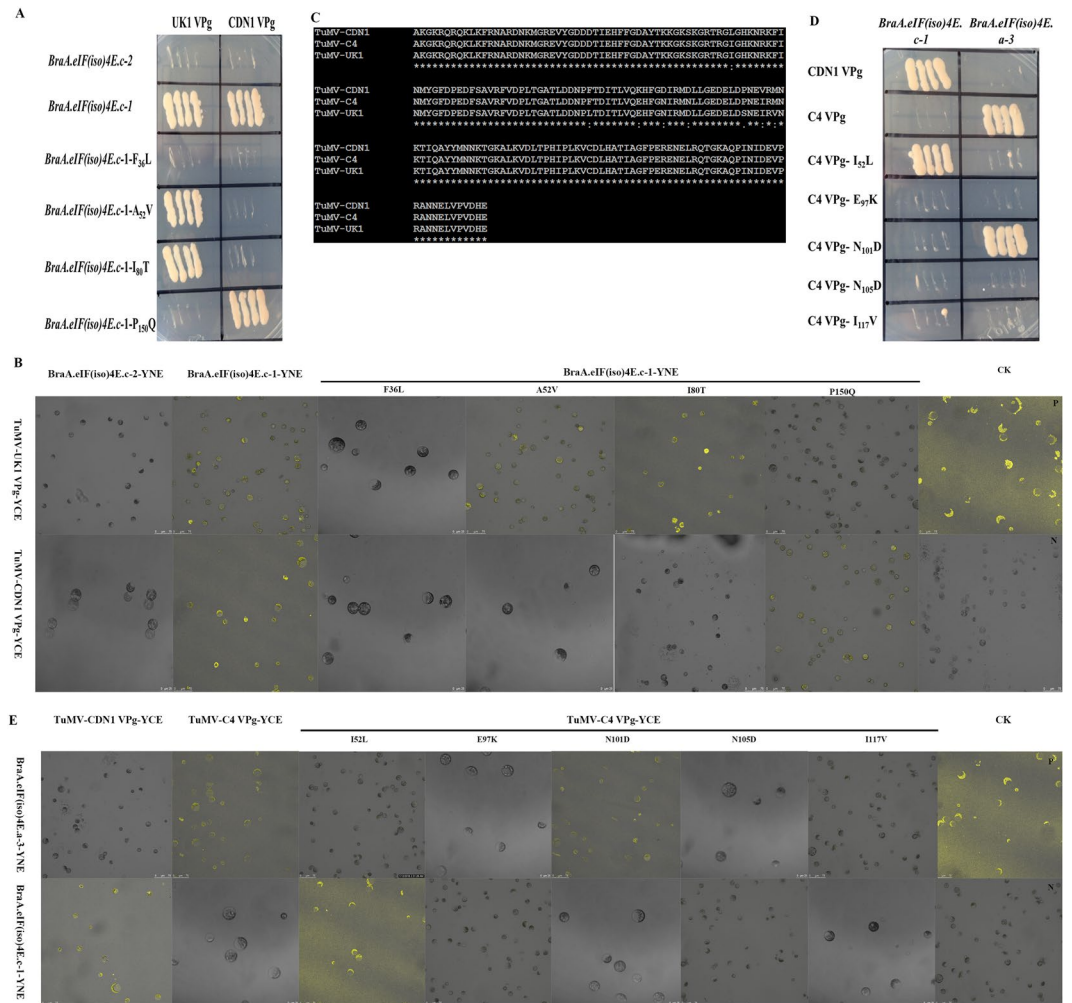 A
UK1 VPg CDN1 VPg
BraA.eIF(iso)4E.c-2
BraA.eIF(iso)4E.c-1
BraA.eIF(iso)4E.c-1-F36L
BraA.eIF(iso)4E.c-1-A52V
BraA.eIF(iso)4E.c-1-I80T
BraA.eIF(iso)4E.c-1-P150Q
C
TuMV-CDN1 AKGKRQRQKLKFRNARDNKMGREVYGDDDTIEHFFGDAYTKKGKSKGRTRGLGHKNRKFI
TuMV-C4 AKGKRQRQKLKFRNARDNKMGREVYGDDDTIEHFFGDAYTKKGKSKGRTRGIGHKNRKFI
TuMV-UK1 AKGKRQRQKLKFRNARDNKMGREVYGDDDTIEHFFGDAYTKKGKSKGRTRGIGHKNRKFI
TuMV-CDN1
TuMV-C4
TuMV-UK1
TuMV-CDN1 KTIQAYYMNNKTGKALKVDLTPHIPLKVCDLHATIAGFPERENELRQTGKAQPINIDEVP
TuMV-C4
TuMV-UK1
TuMV-CDN1 RANNELVPVDHE
TuMV-C4 RANNELVPVDHE
TuMV-UK1 RANNELVPVDHE
D
BraA.eIF(iso)4E. BraA.eIF(iso)4E.
c-1 a-3
CDN1 VPg
C4 VPg
C4 VPg- I52L
C4 VPg- E97K
C4 VPg- N101D
C4 VPg- N105D
C4 VPg- I117V
B
BraA.eIF(iso)4E.c-2-YNE BraA.eIF(iso)4E.c-1-YNE BraA.eIF(iso)4E.c-1-YNE CK
F36L A52V I80T P150Q
P
TuMV-UK1 VPg-YCE
N
TuMV-CDN1 VPg-YCE
E
TuMV-CDN1 VPg-YCE TuMV-C4 VPg-YCE TuMV-C4 VPg-YCE CK
I52L E97K N101D N105D I117V
P
BraA.eIF(iso)4E.a-3-YNE
N
BraA.eIF(iso)4E.c-1-YNE